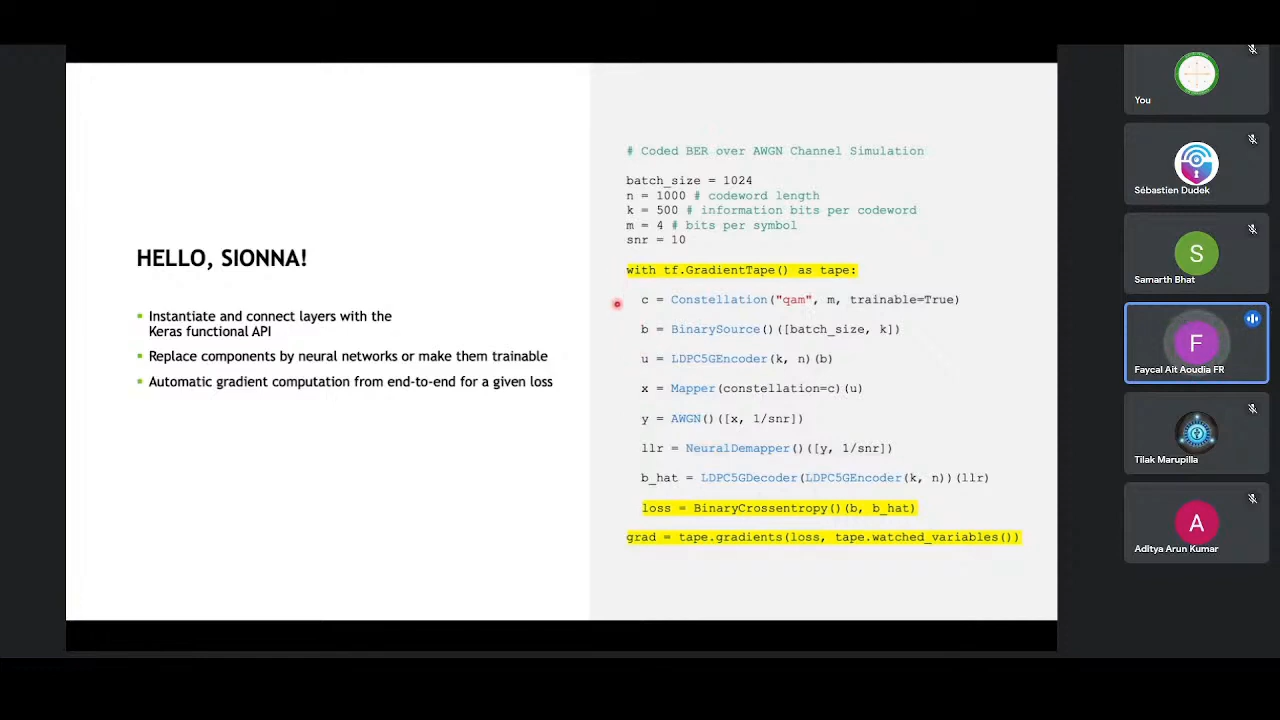 HELLO, SIONNA!
Instantiate and connect layers with the
Keras functional API
Replace components by neural networks or make them trainable
Automatic gradient computation from end-to-end for a given loss
# Coded BER over AWGN Channel Simulation
batch_size = 1024
n = 1000 # codeword length
k = 500 # information bits per codeword
m = 4 # bits per symbol
snr = 10
with tf.GradientTape() as tape:
c = Constellation("qam", m, trainable=True)
b = BinarySource()([batch_size, k])
u = LDPC5GEncoder(k, n)(b)
x = Mapper(constellation=c)(u)
y = AWGN()([x, 1/snr])
llr = NeuralDemapper()([y, 1/snr])
b_hat = LDPC5GDecoder(LDPC5GEncoder(k, n))(llr)
loss = BinaryCrossentropy()(b, b_hat)
grad = tape.gradients(loss, tape.watched_variables())
You
Sébastien Dudek
S
Samarth Bhat
F
Faycal Ait Aoudia FR
Tilak Marupilla
A
Aditya Arun Kumar